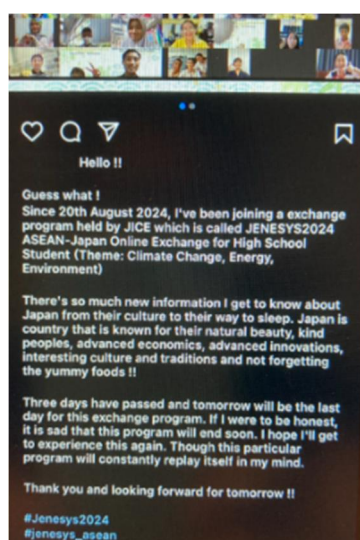 Hello !!
Guess what !
Since 20th August 2024, I've been joining a exchange
program held by JICE which is called JENESYS2024
ASEAN-Japan Online Exchange for High School
Student (Theme: Climate Change, Energy,
Environment)
There's so much new information I get to know about
Japan from their culture to their way to sleep. Japan is
country that is known for their natural beauty, kind
peoples, advanced economics, advanced innovations,
interesting culture and traditions and not forgetting
the yummy foods !!
Three days have passed and tomorrow will be the last
day for this exchange program. If I were to be honest,
it is sad that this program will end soon. I hope I'll get
to experience this again. Though this particular
program will constantly replay itself in my mind.
Thank you and looking forward for tomorrow !!
#Jenesys2024
#jenesys_asean